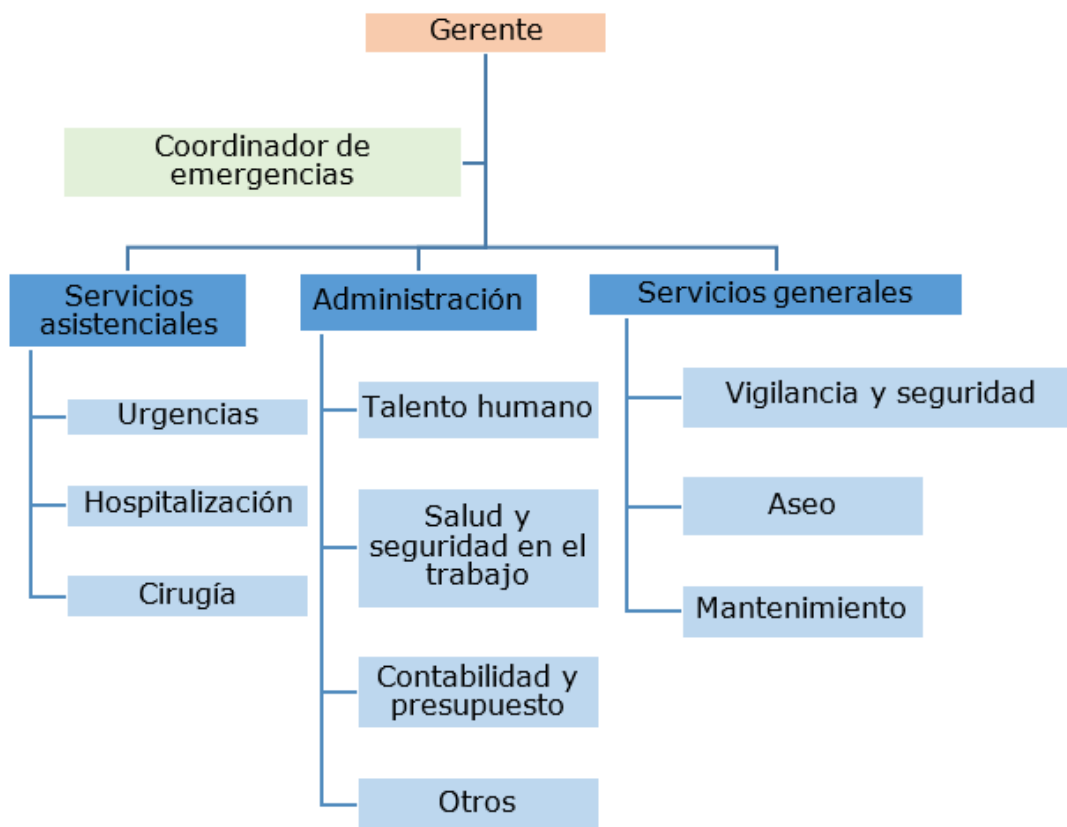 Gerente
Coordinador de
emergencias
Servicios
asistenciales
Urgencias
Hospitalización
Cirugía
Administración
Talento humano
Salud y
seguridad en el
trabajo
Contabilidad y
presupuesto
Otros
Servicios generales
Vigilancia y seguridad
Aseo
Mantenimiento